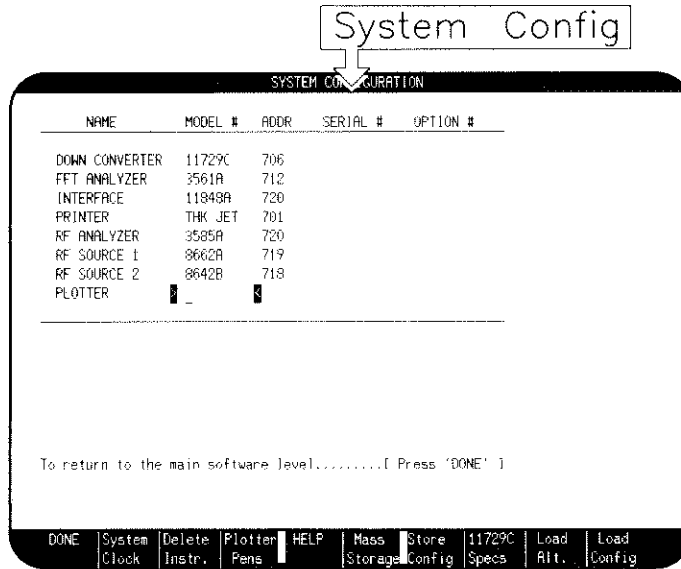 System Config
SYSTEM CONFIGURATION
NAME MODEL # ADDR SERIAL # OPTION #
DOWN CONVERTER 11729C 706
FFT ANALYZER 3561A 712
INTERFACE 11848A 720
PRINTER THK JET 701
RF ANALYZER 3585A 720
RF SOURCE 1 8662A 719
RF SOURCE 2 8642B 718
PLOTTER > _ <
To return to the main software level.........[ Press 'DONE' ]
DONE System Delete Plotter HELP Mass Store 11729C Load Load
Clock Instr. Pens Storage Config Specs Alt. Config